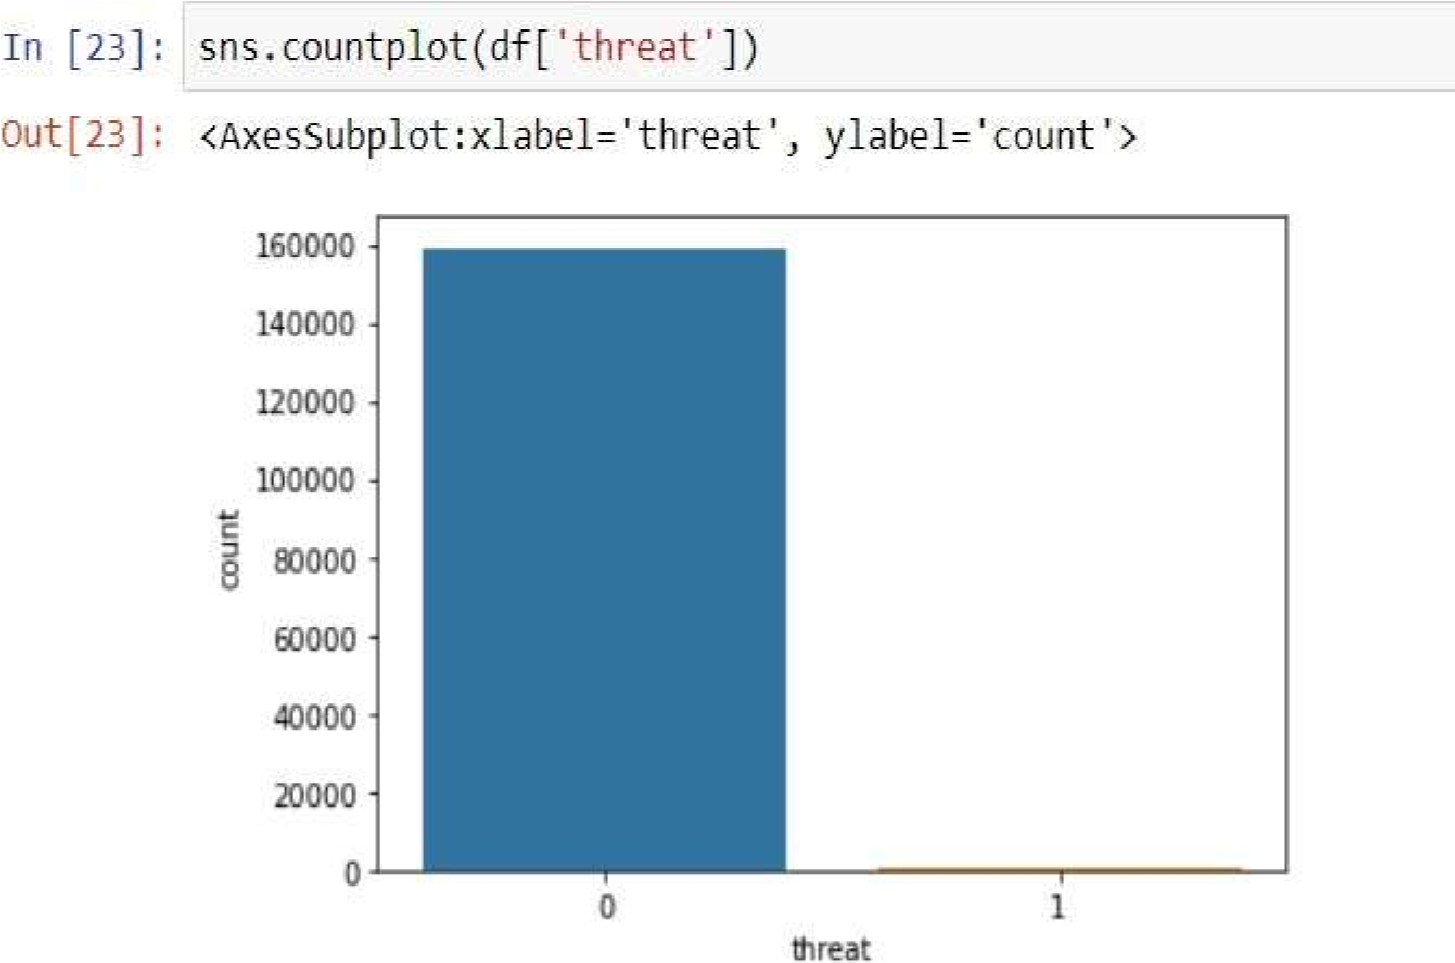 In [23]: sns.countplot(df['threat'])
Out[23]: <AxesSubplot:xlabel='threat', ylabel='count'>
160000
140000
120000
100000
80000
60000
40000
20000
0
count
0 1
threat